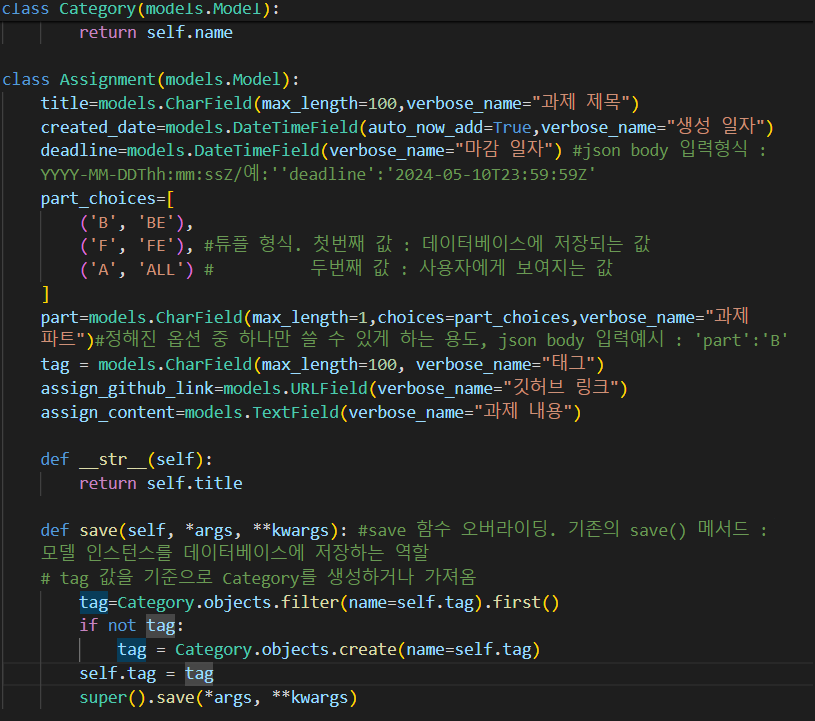 class Category(models.Model):
        return self.name

class Assignment(models.Model):
    title=models.CharField(max_length=100,verbose_name="과제 제목")
    created_date=models.DateTimeField(auto_now_add=True,verbose_name="생성 일자")
    deadline=models.DateTimeField(verbose_name="마감 일자") #json body 입력형식 :
    YYYY-MM-DDThh:mm:ssZ/예:''deadline':'2024-05-10T23:59:59Z'
    part_choices=[
        ('B', 'BE'),
        ('F', 'FE'), #튜플 형식. 첫번째 값 : 데이터베이스에 저장되는 값
        ('A', 'ALL') #          두번째 값 : 사용자에게 보여지는 값
    ]
    part=models.CharField(max_length=1,choices=part_choices,verbose_name="과제
    파트")#정해진 옵션 중 하나만 쓸 수 있게 하는 용도, json body 입력예시 : 'part':'B'
    tag = models.CharField(max_length=100, verbose_name="태그")
    assign_github_link=models.URLField(verbose_name="깃허브 링크")
    assign_content=models.TextField(verbose_name="과제 내용")

    def __str__(self):
        return self.title

    def save(self, *args, **kwargs): #save 함수 오버라이딩. 기존의 save() 메서드 :
    모델 인스턴스를 데이터베이스에 저장하는 역할
    # tag 값을 기준으로 Category를 생성하거나 가져옴
        tag=Category.objects.filter(name=self.tag).first()
        if not tag:
            tag = Category.objects.create(name=self.tag)
        self.tag = tag
        super().save(*args, **kwargs)